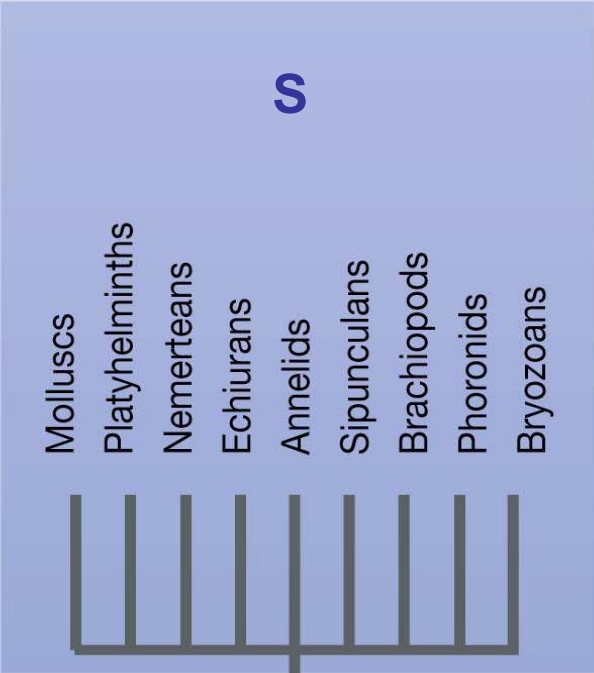 S
Molluscs
Platyhelminths
Nemerteans
Echiurans
Annelids
Sipunculans
Brachiopods
Phoronids
Bryozoans